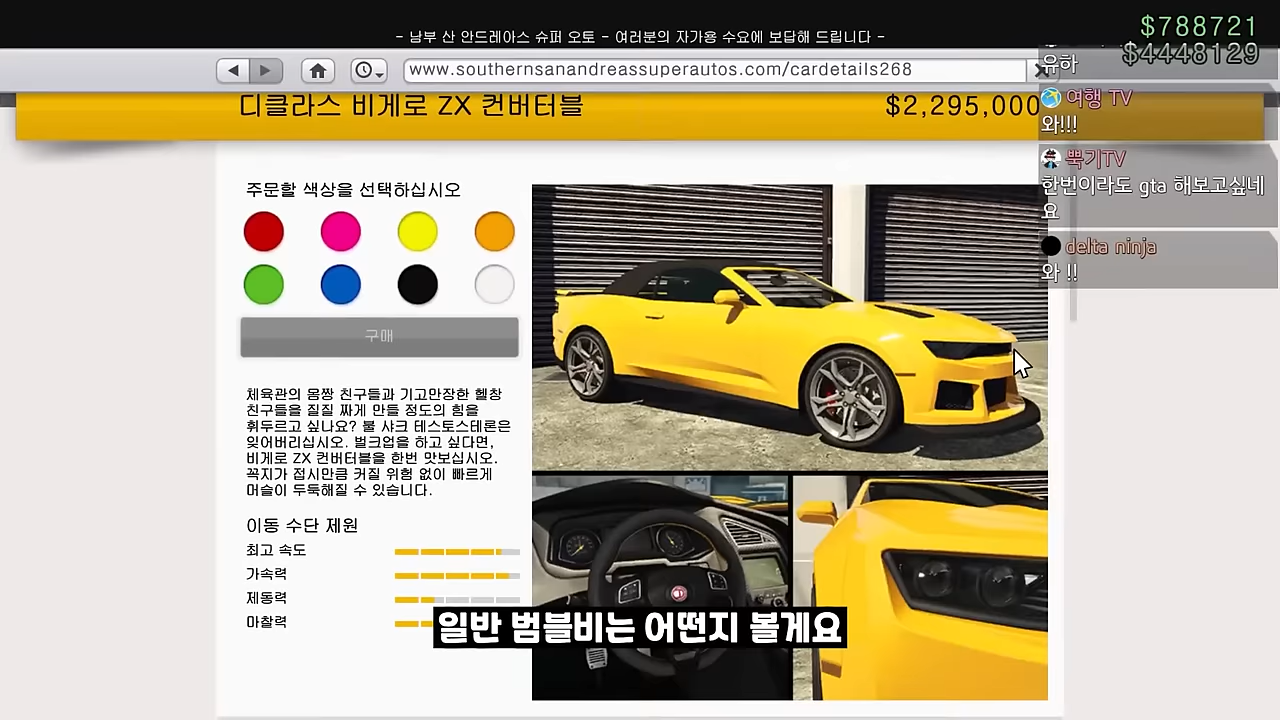 - 남부 산 안드레아스 슈퍼 오토 - 여러분의 자가용 수요에 보답해 드립니다 -
$788721
$4448129
www.southernsanandreassuperautos.com/cardetails268
유하
디클라스 비게로 ZX 컨버터블
$2,295,000
여행 TV
와!!!
뽁기TV
한번이라도 gta 해보고싶네
요
delta ninja
와 !!
주문할 색상을 선택하십시오
구매
체육관의 몸짱 친구들과 기고만장한 헬창
친구들을 질질 짜게 만들 정도의 힘을
휘두르고 싶나요? 불 샤크 테스토스테론은
잊어버리십시오. 벌크업을 하고 싶다면,
비게로 ZX 컨버터블을 한번 맛보십시오.
꼭지가 접시만큼 커질 위험 없이 빠르게
머슬이 두둑해질 수 있습니다.
이동 수단 제원
최고 속도
가속력
제동력
마찰력
일반 범블비는 어떤지 볼게요